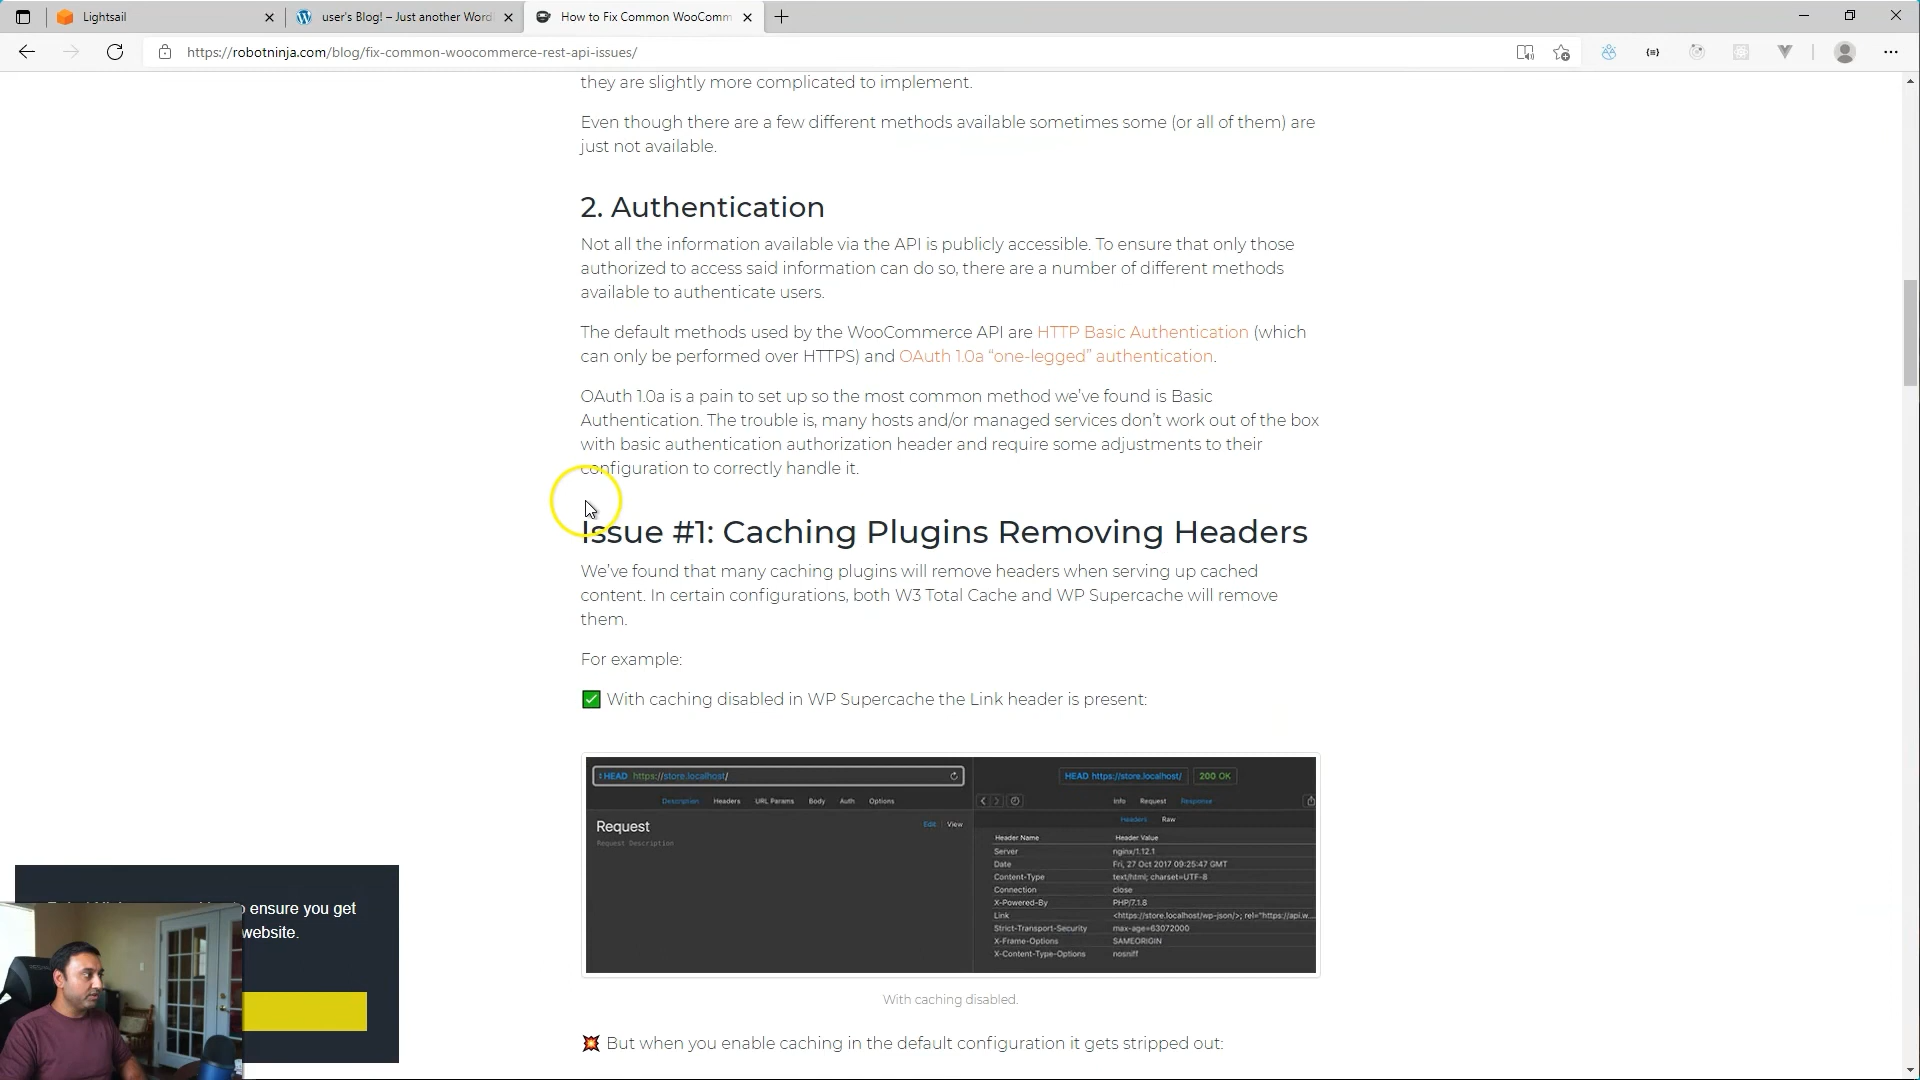 Lightsail
user's Blog! – Just another Word
How to Fix Common WooComm
https://robotninja.com/blog/fix-common-woocommerce-rest-api-issues/
they are slightly more complicated to implement.
Even though there are a few different methods available sometimes some (or all of them) are
just not available.
2. Authentication
Not all the information available via the API is publicly accessible. To ensure that only those
authorized to access said information can do so, there are a number of different methods
available to authenticate users.
The default methods used by the WooCommerce API are HTTP Basic Authentication (which
can only be performed over HTTPS) and OAuth 1.0a “one-legged” authentication.
OAuth 1.0a is a pain to set up so the most common method we’ve found is Basic
Authentication. The trouble is, many hosts and/or managed services don’t work out of the box
with basic authentication authorization header and require some adjustments to their
configuration to correctly handle it.
Issue #1: Caching Plugins Removing Headers
We’ve found that many caching plugins will remove headers when serving up cached
content. In certain configurations, both W3 Total Cache and WP Supercache will remove
them.
For example:
✅ With caching disabled in WP Supercache the Link header is present:
HEAD https://store.localhost/
HEAD https://store.localhost/ 200 OK
Description Headers URL Params Body Auth Options
Info Request Response
Headers Raw
Request
Edit View
Request Description
Header Name Header Value
Server nginx/1.12.1
Date Fri, 27 Oct 2017 09:25:47 GMT
Content-Type text/html; charset=UTF-8
Connection close
X-Powered-By PHP/7.1.8
Link <https://store.localhost/wp-json/>; rel="https://api.w...
Strict-Transport-Security max-age=63072000
X-Frame-Options SAMEORIGIN
X-Content-Type-Options nosniff
With caching disabled.
💥 But when you enable caching in the default configuration it gets stripped out:
to ensure you get
website.